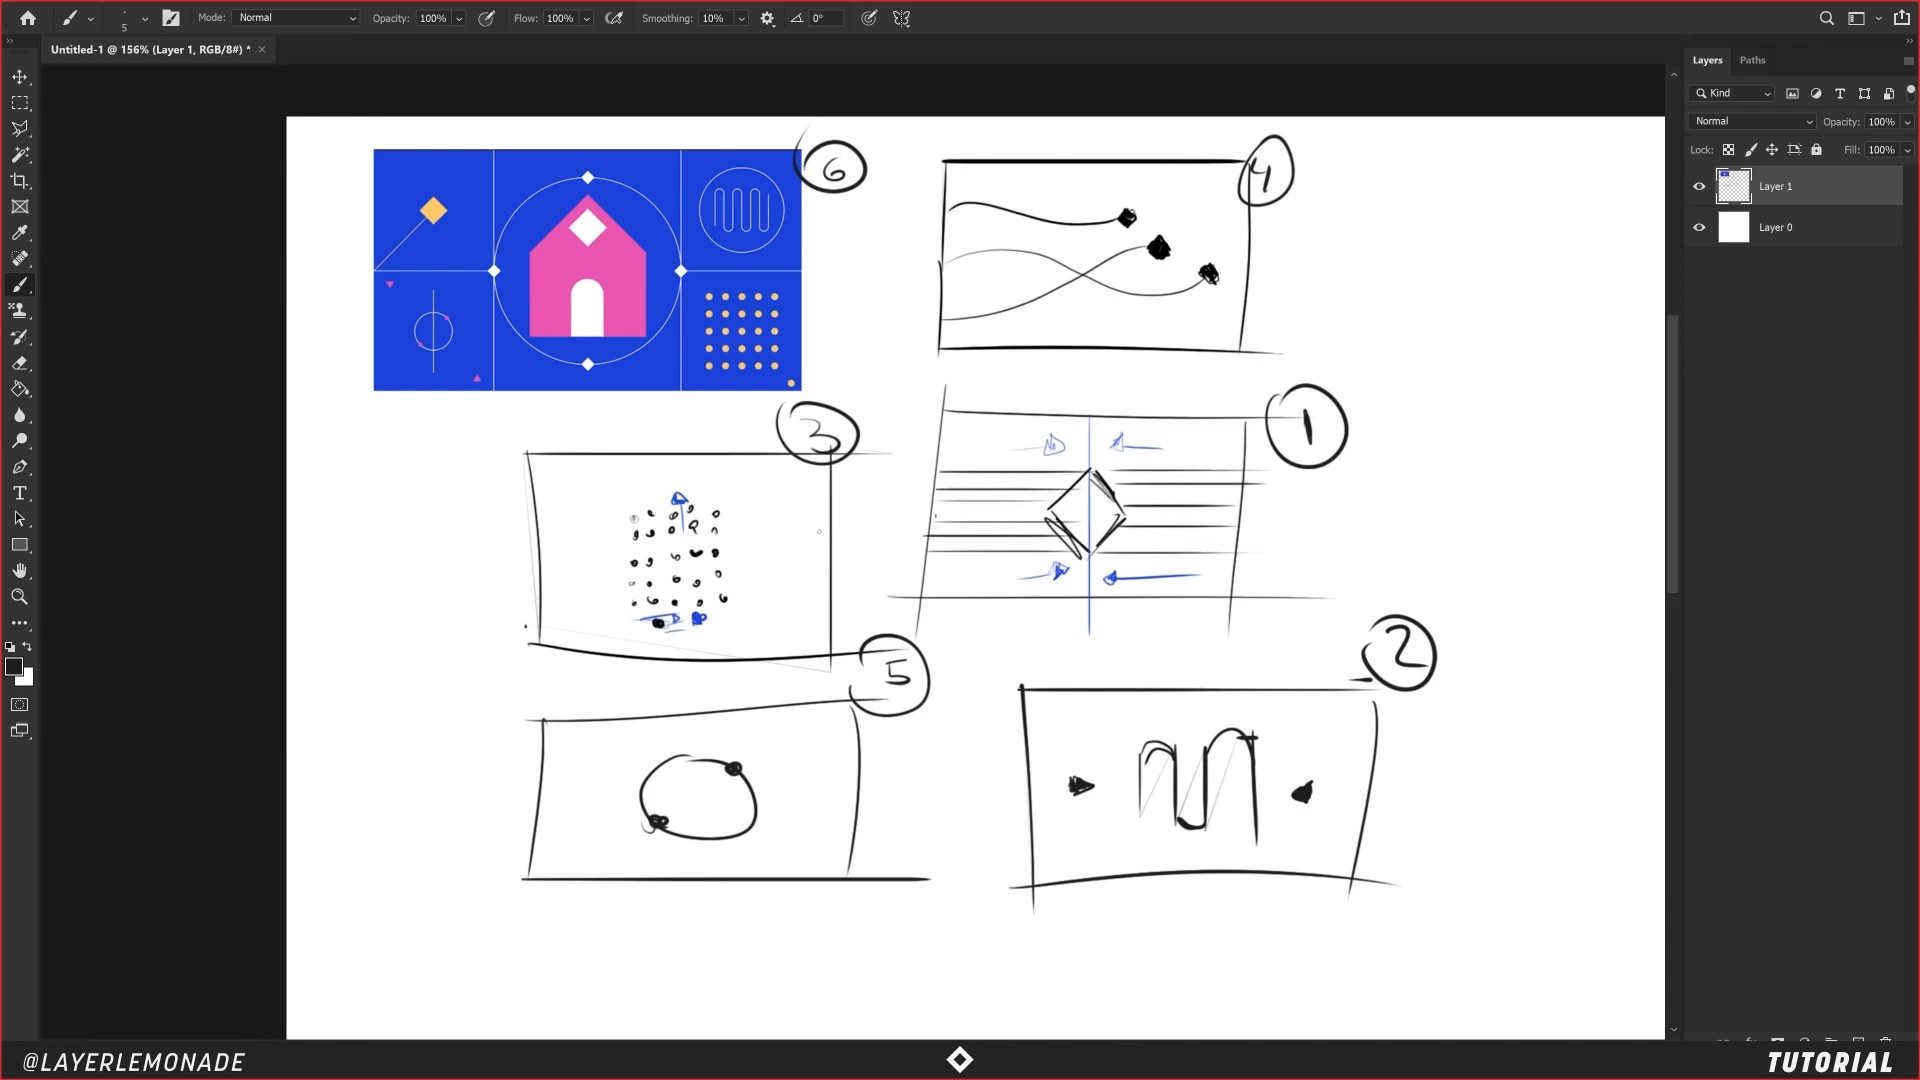 5
Mode: Normal
Opacity: 100%
Flow: 100%
Smoothing: 10%
0°
Untitled-1 @ 156% (Layer 1, RGB/8#) *
Layers
Paths
Kind
Normal
Opacity: 100%
Lock:
Fill: 100%
Layer 1
Layer 0
6
4
3
1
5
2
@LAYERLEMONADE
TUTORIAL